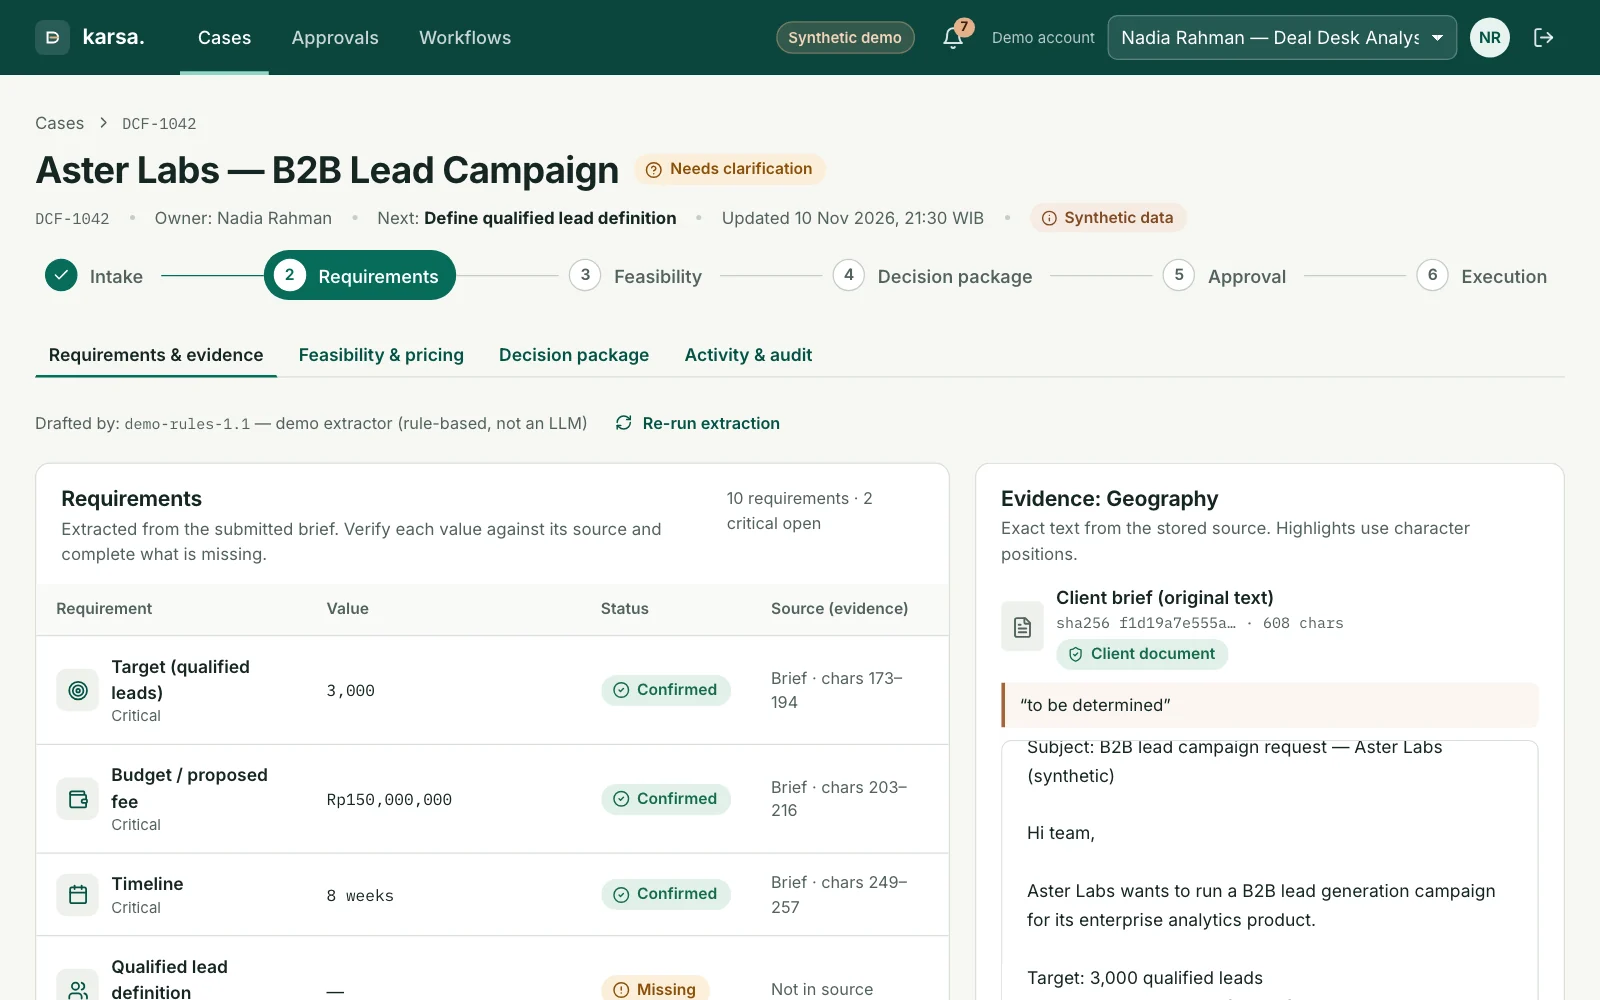 karsa.
Cases
Approvals
Workflows
Synthetic demo
7
Demo account
Nadia Rahman — Deal Desk Analys
NR
Cases > DCF-1042
Aster Labs — B2B Lead Campaign
Needs clarification
DCF-1042 • Owner: Nadia Rahman • Next: Define qualified lead definition • Updated 10 Nov 2026, 21:30 WIB • Synthetic data
Intake
2 Requirements
3 Feasibility
4 Decision package
5 Approval
6 Execution
Requirements & evidence
Feasibility & pricing
Decision package
Activity & audit
Drafted by: demo-rules-1.1 — demo extractor (rule-based, not an LLM)
Re-run extraction
Requirements
Extracted from the submitted brief. Verify each value against its source and
complete what is missing.
10 requirements · 2
critical open
Requirement Value Status Source (evidence)
Target (qualified
leads)
Critical
3,000
Confirmed
Brief · chars 173–
194
Budget / proposed
fee
Critical
Rp150,000,000
Confirmed
Brief · chars 203–
216
Timeline
Critical
8 weeks
Confirmed
Brief · chars 249–
257
Qualified lead
definition
—
Missing
Not in source
Evidence: Geography
Exact text from the stored source. Highlights use character
positions.
Client brief (original text)
sha256 f1d19a7e555a… · 608 chars
Client document
“to be determined”
Subject: B2B lead campaign request — Aster Labs
(synthetic)
Hi team,
Aster Labs wants to run a B2B lead generation campaign
for its enterprise analytics product.
Target: 3,000 qualified leads